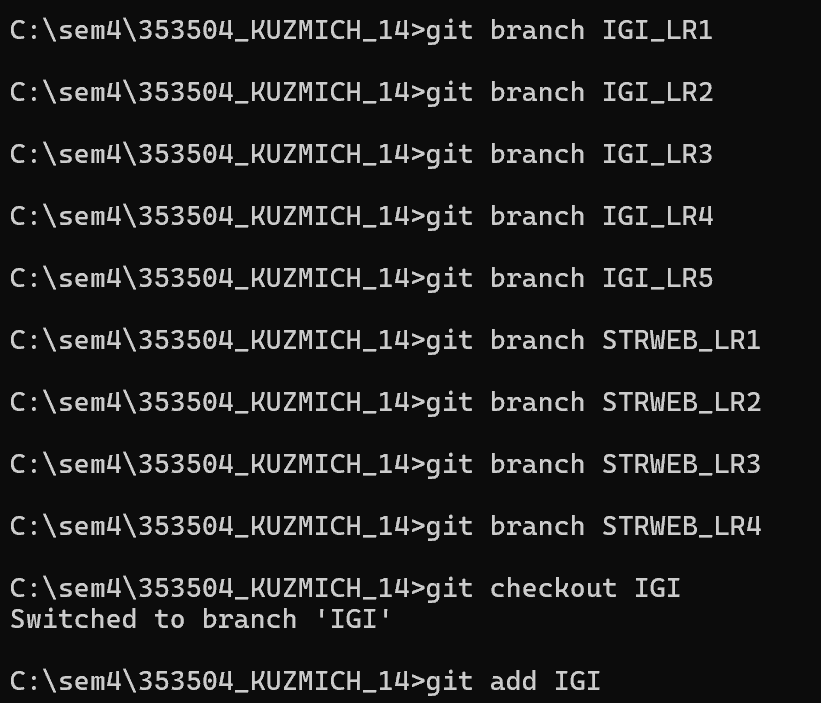 C:\sem4\353504_KUZMICH_14>git branch IGI_LR1
C:\sem4\353504_KUZMICH_14>git branch IGI_LR2
C:\sem4\353504_KUZMICH_14>git branch IGI_LR3
C:\sem4\353504_KUZMICH_14>git branch IGI_LR4
C:\sem4\353504_KUZMICH_14>git branch IGI_LR5
C:\sem4\353504_KUZMICH_14>git branch STRWEB_LR1
C:\sem4\353504_KUZMICH_14>git branch STRWEB_LR2
C:\sem4\353504_KUZMICH_14>git branch STRWEB_LR3
C:\sem4\353504_KUZMICH_14>git branch STRWEB_LR4
C:\sem4\353504_KUZMICH_14>git checkout IGI
Switched to branch 'IGI'
C:\sem4\353504_KUZMICH_14>git add IGI